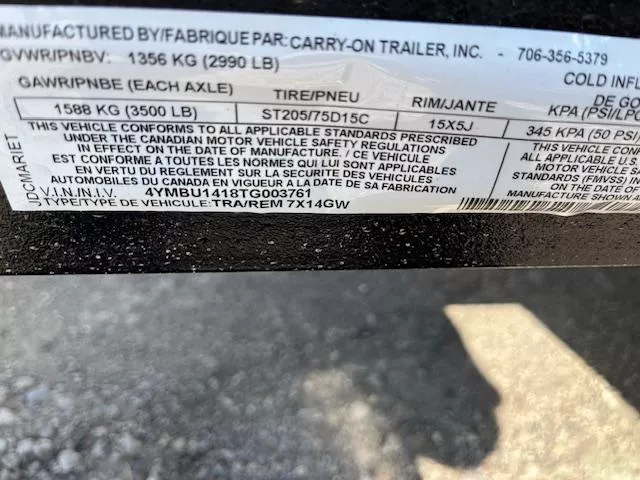 MANUFACTURED BY/FABRIQUE PAR: CARRY-ON TRAILER, INC. - 706-356-5379
GVWR/PNBV: 1356 KG (2990 LB)
COLD INFL
GAWR/PNBE (EACH AXLE) TIRE/PNEU RIM/JANTE
DE GO
KPA (PSI/LPC
1588 KG (3500 LB) ST205/75D15C 15X5J 345 KPA (50 PSI
THIS VEHICLE CONFORMS TO ALL APPLICABLE STANDARDS PRESCRIBED
UNDER THE CANADIAN MOTOR VEHICLE SAFETY REGULATIONS
IN EFFECT ON THE DATE OF MANUFACTURE. / CE VEHICULE
EST CONFORME A TOUTES LES NORMES QUI LUI SONT APPLICABLES
EN VERTU DU REGLEMENT SUR LA SECURITE DES VEHICULES AUTOMOBILES
DU CANADA EN VIGUEUR A LA DATE DE SA FABRICATION.
V.I.N./N.I.V. 4YMBU1418TG003761
TYPE/TYPE DE VEHICULE: TRA/REM 7X14GW
THIS VEHICLE CONF
ALL APPLICABLE
MOTOR VEHICLE SA
STANDARDS (FMVSS) IN E
MANUFACTURE SHOWN A
JDCMARIET